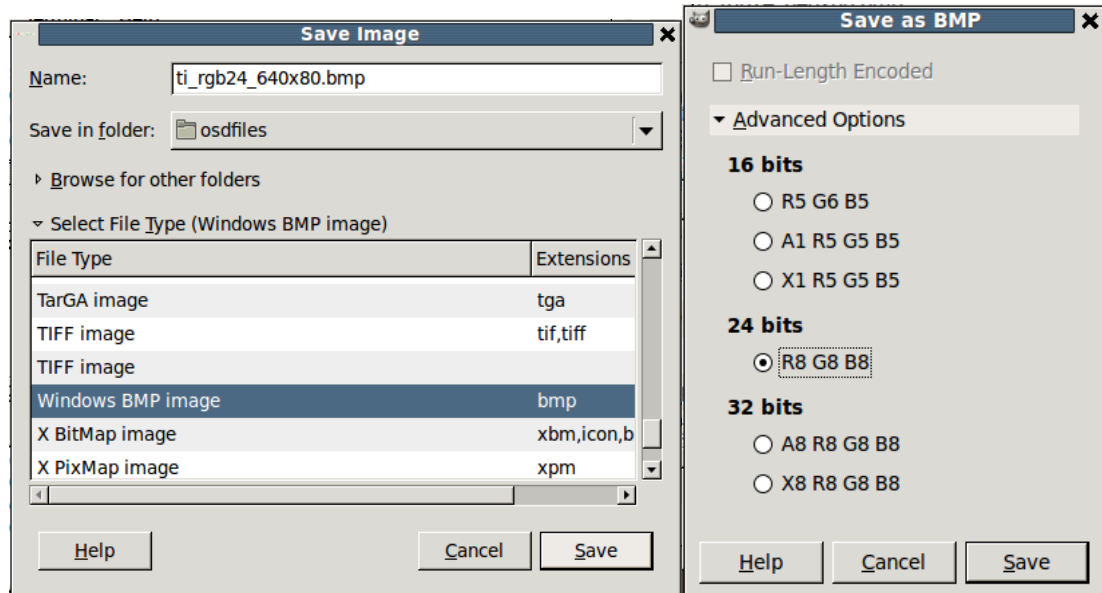 Save Image
Name:
ti_rgb24_640x80.bmp
Save in folder:
osdfiles
Browse for other folders
Select File Type (Windows BMP image)
File Type
Extensions
TarGA image
tga
TIFF image
tif,tiff
TIFF image
Windows BMP image
bmp
X BitMap image
xbm,icon,b
X PixMap image
xpm
Help
Cancel
Save
Save as BMP
Run-Length Encoded
Advanced Options
16 bits
R5 G6 B5
A1 R5 G5 B5
X1 R5 G5 B5
24 bits
R8 G8 B8
32 bits
A8 R8 G8 B8
X8 R8 G8 B8
Help
Cancel
Save